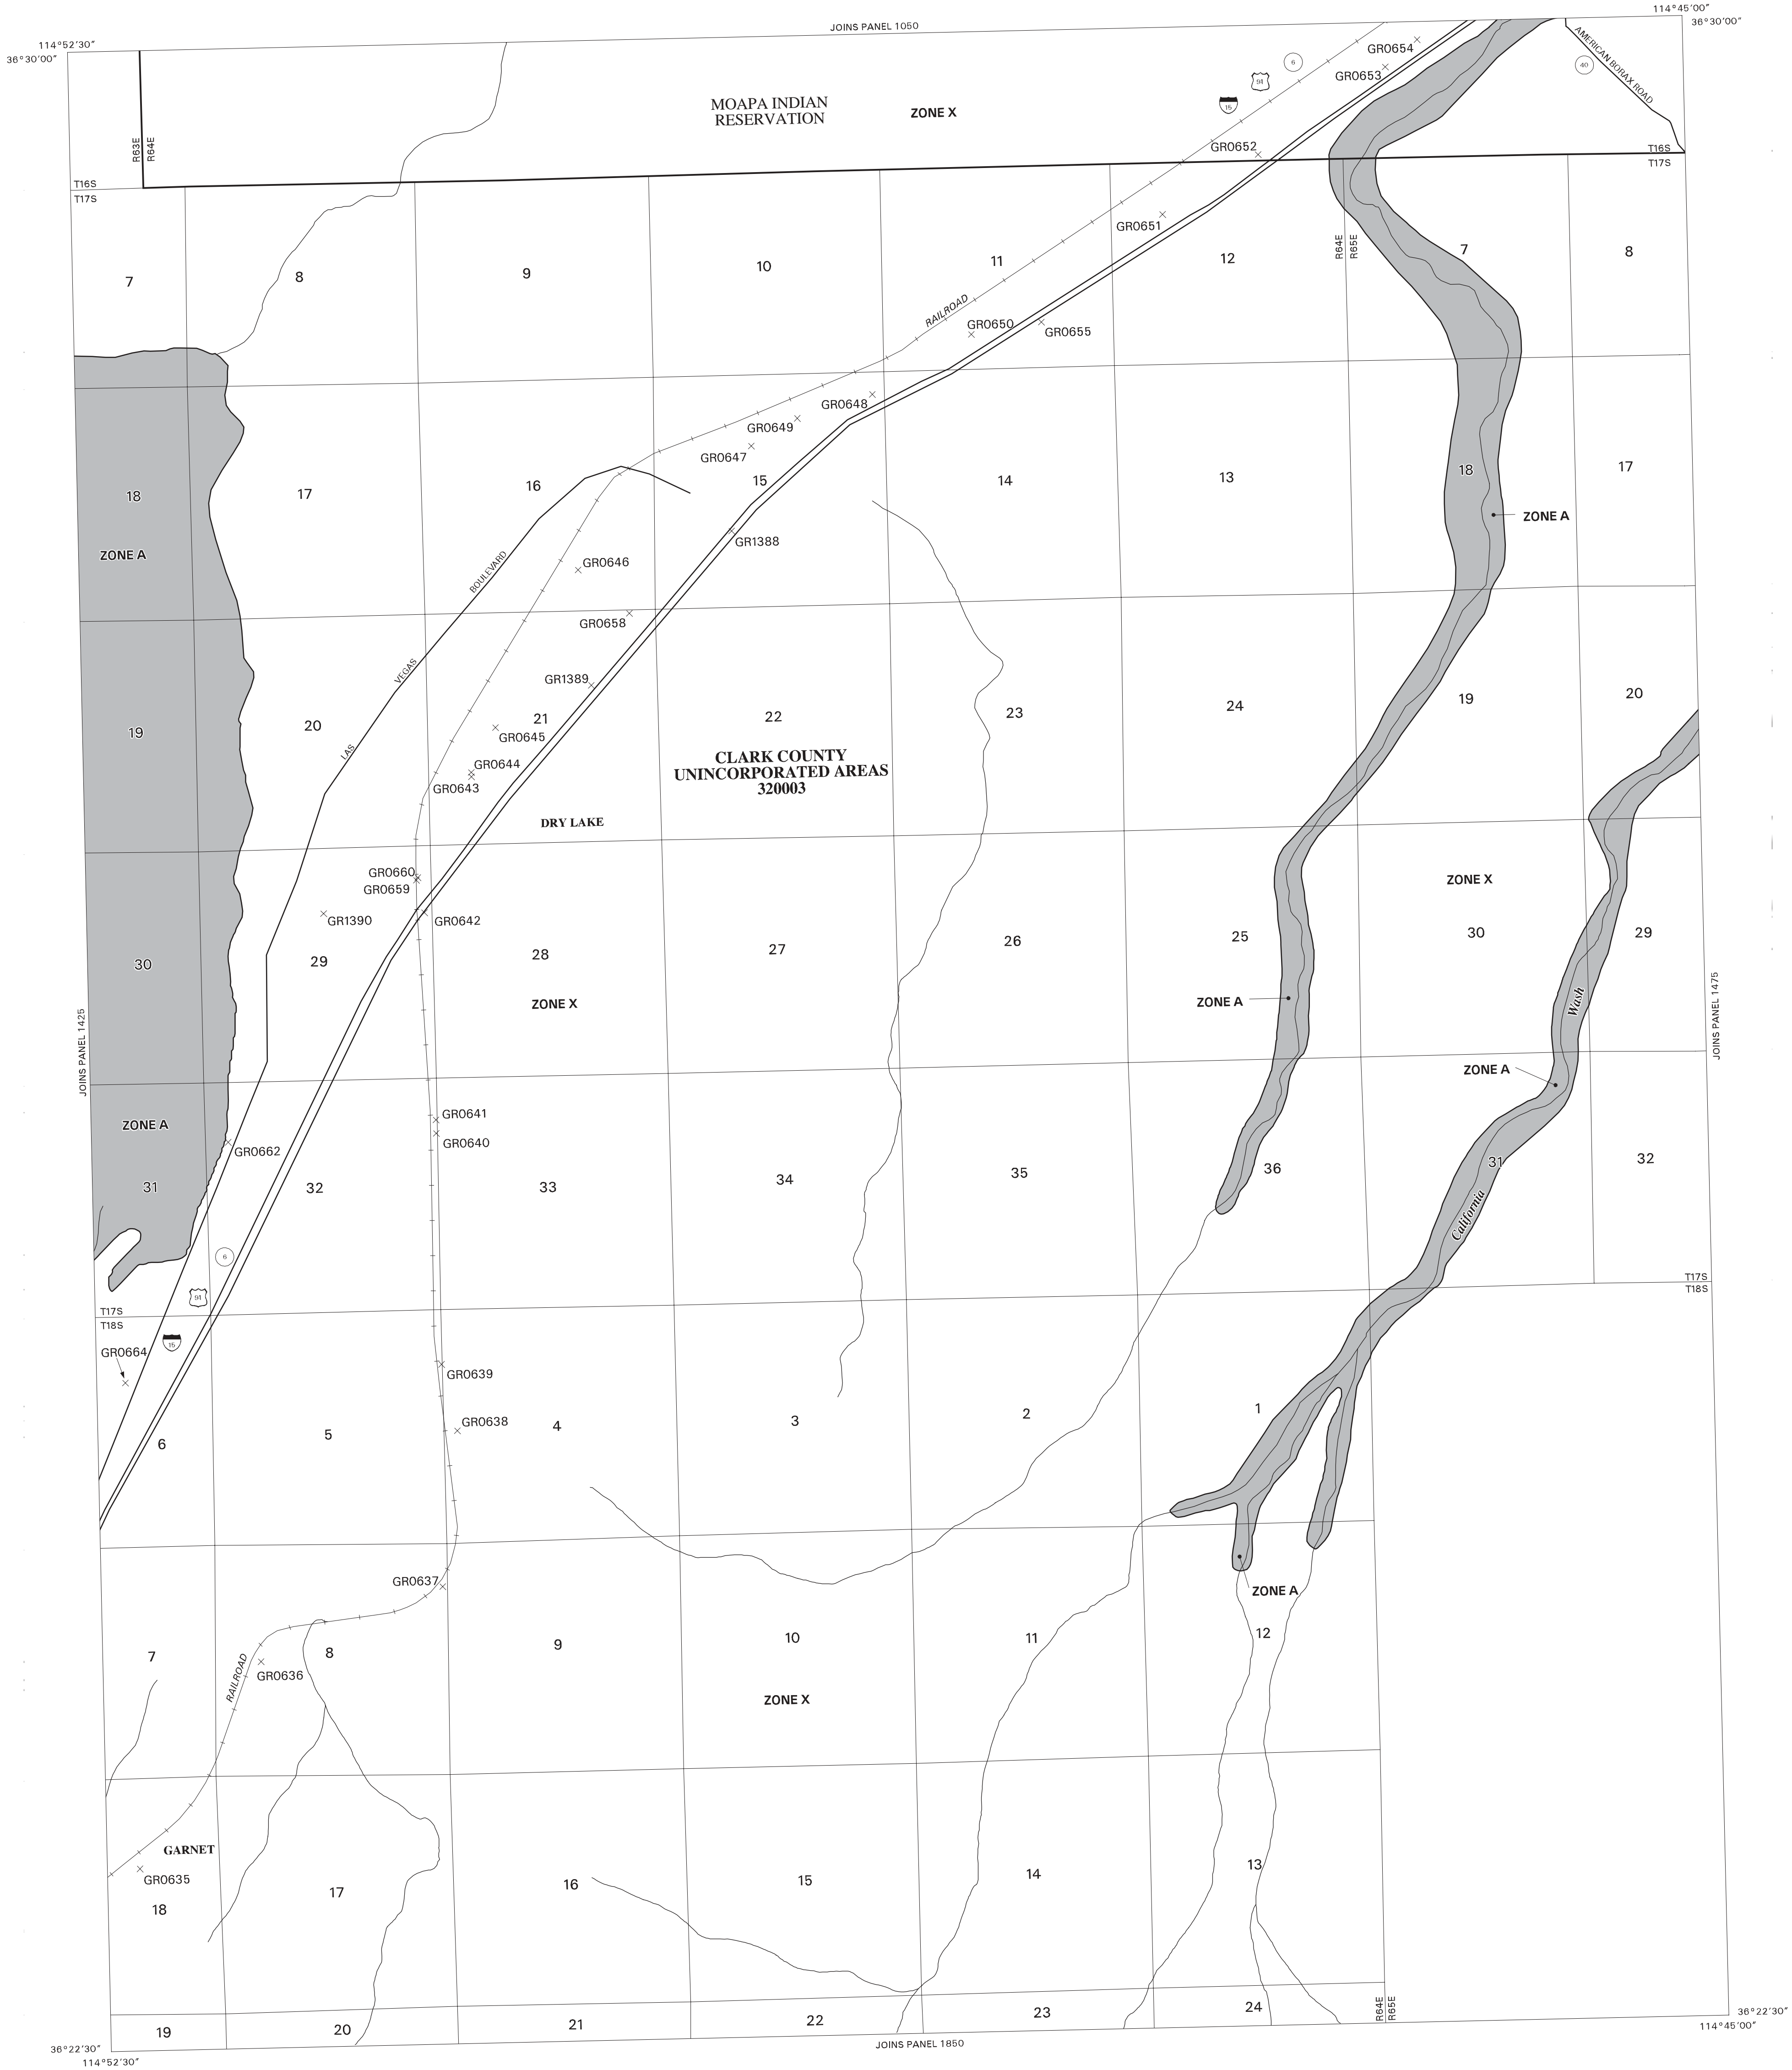 JOINS PANEL 1050
114°52'30"
36°30'00"
114°45'00"
36°30'00"
AMERICAN BORAX ROAD
40
6
91
15
GR0654
GR0653
MOAPA INDIAN
RESERVATION
ZONE X
R63E
R64E
GR0652
T16S
T17S
T16S
T17S
GR0651
R64E
R65E
7
8
9
10
11
12
7
8
RAILROAD
GR0650
GR0655
GR0648
GR0649
GR0647
18
17
16
15
14
13
18
17
ZONE A
ZONE A
GR1388
GR0646
BOULEVARD
GR0658
VEGAS
GR1389
LAS
19
20
21
22
23
24
19
20
GR0645
GR0644
GR0643
CLARK COUNTY
UNINCORPORATED AREAS
320003
DRY LAKE
GR0660
GR0659
GR1390
GR0642
ZONE X
30
29
28
27
26
25
30
29
ZONE X
ZONE A
Wash
JOINS PANEL 1425
JOINS PANEL 1475
ZONE A
ZONE A
GR0641
GR0640
GR0662
31
32
33
34
35
36
31
32
California
6
91
15
T17S
T18S
T17S
T18S
GR0664
GR0639
GR0638
6
5
4
3
2
1
GR0637
ZONE A
7
8
9
10
11
12
RAILROAD
GR0636
ZONE X
GARNET
GR0635
18
17
16
15
14
13
R64E
R65E
19
20
21
22
23
24
36°22'30"
114°52'30"
JOINS PANEL 1850
36°22'30"
114°45'00"